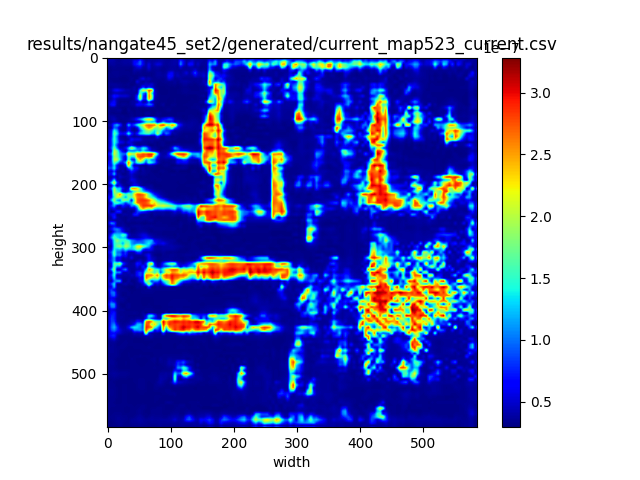 results/nangate45_set2/generated/current_map523_current.csv
1e−7
0
100
200
300
400
500
height
0 100 200 300 400 500
width
3.0
2.5
2.0
1.5
1.0
0.5